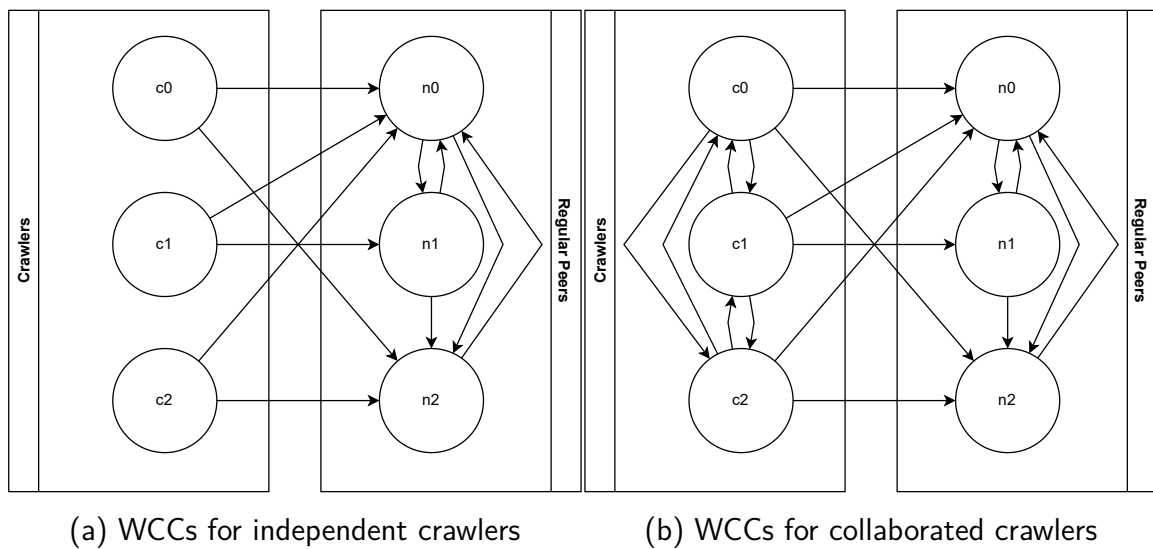 Crawlers
c0
c1
c2
n0
n1
n2
Regular Peers
(a) WCCs for independent crawlers
Crawlers
c0
c1
c2
n0
n1
n2
Regular Peers
(b) WCCs for collaborated crawlers